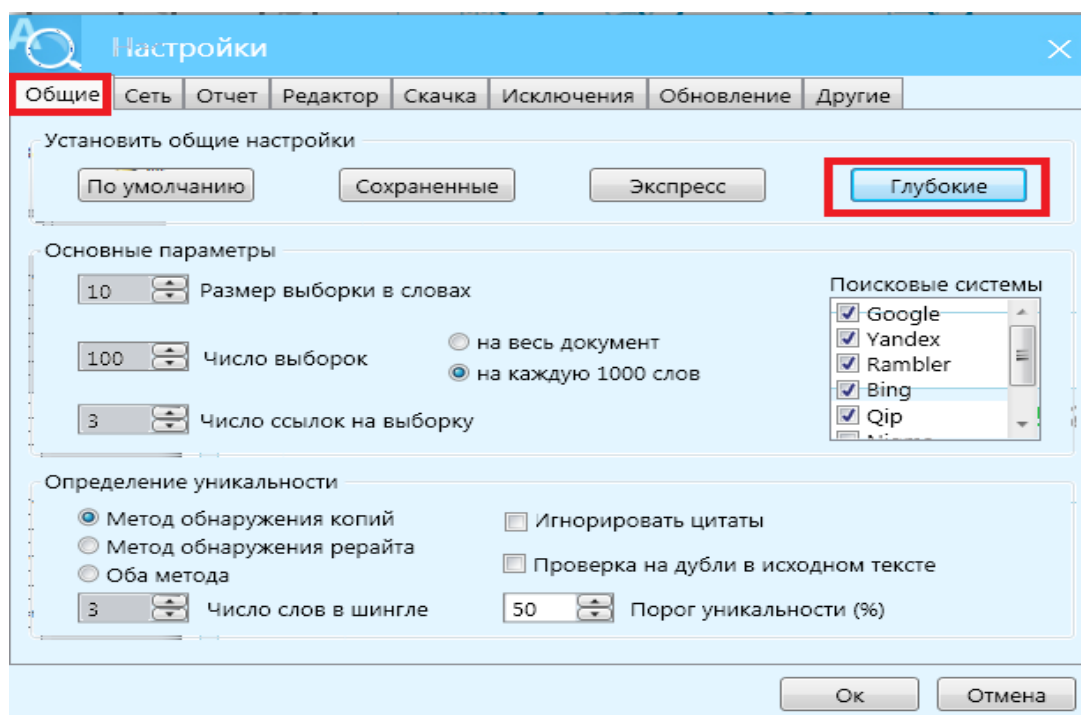 Настройки
Общие Сеть Отчет Редактор Скачка Исключения Обновление Другие
Установить общие настройки
По умолчанию Сохраненные Экспресс Глубокие
Основные параметры
10 Размер выборки в словах
100 Число выборок
на весь документ
на каждую 1000 слов
3 Число ссылок на выборку
Поисковые системы
Google
Yandex
Rambler
Bing
Qip
Определение уникальности
Метод обнаружения копий
Метод обнаружения рерайта
Оба метода
3 Число слов в шингле
Игнорировать цитаты
Проверка на дубли в исходном тексте
50 Порог уникальности (%)
Ок Отмена